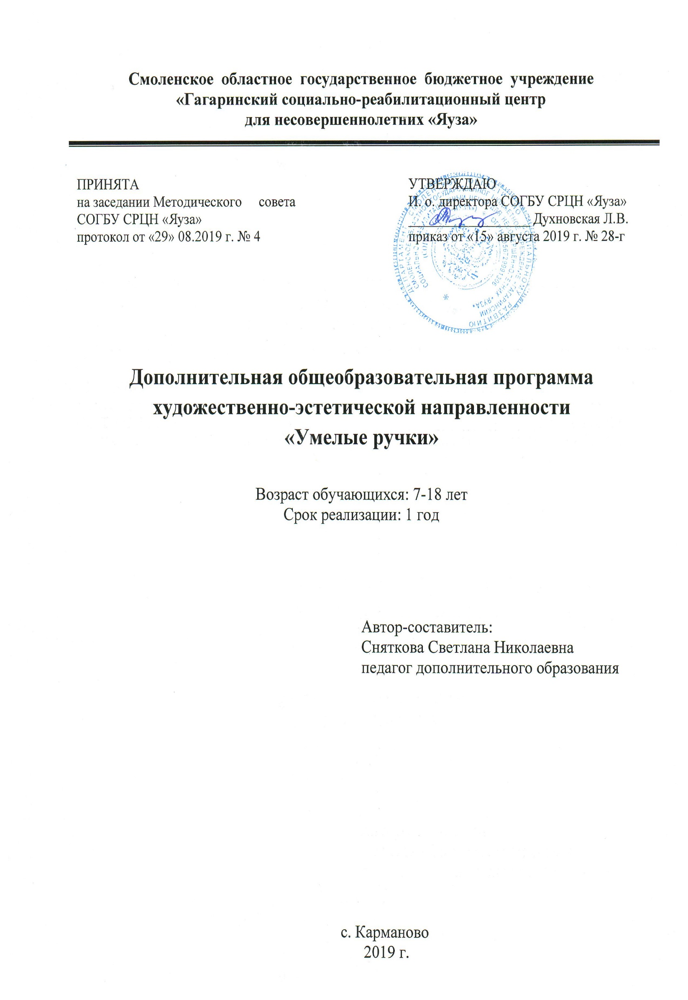 Смоленское областное государственное бюджетное учреждение
«Гагаринский социально-реабилитационный центр
для несовершеннолетних «Яуза»
ПРИНЯТА
на заседании Методического совета
СОГБУ СРЦН «Яуза»
протокол от «29» 08.2019 г. № 4
УТВЕРЖДАЮ
И. о. директора СОГБУ СРЦН «Яуза»
Духновская Л.В.
приказ от «15» августа 2019 г. № 28-г
Дополнительная общеобразовательная программа
художественно-эстетической направленности
«Умелые ручки»
Возраст обучающихся: 7-18 лет
Срок реализации: 1 год
Автор-составитель:
Сняткова Светлана Николаевна
педагог дополнительного образования
с. Карманово
2019 г.